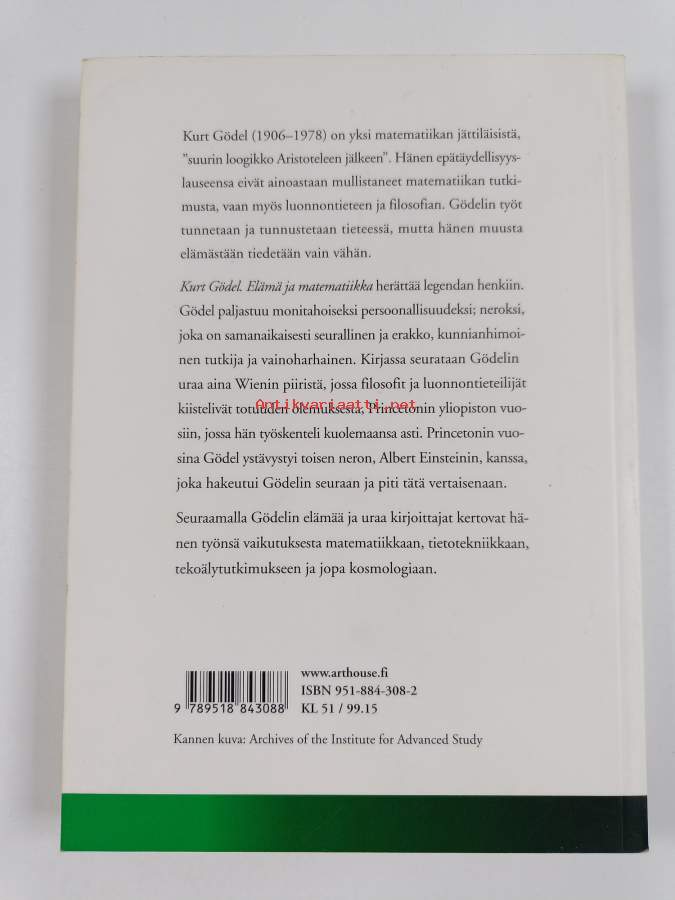 Kurt Gödel (1906–1978) on yksi matematiikan jättiläisistä,
”suurin loogikko Aristoteleen jälkeen”. Hänen epätäydellisyys-
lauseensa eivät ainoastaan mullistaneet matematiikan tutki-
musta, vaan myös luonnontieteen ja filosofian. Gödelin työt
tunnetaan ja tunnustetaan tieteessä, mutta hänen muusta
elämästään tiedetään vain vähän.
Kurt Gödel. Elämä ja matematiikka herättää legendan henkiin.
Gödel paljastuu monitahoiseksi persoonallisuudeksi; neroksi,
joka on samanaikaisesti seurallinen ja erakko, kunnianhimoi-
nen tutkija ja vainoharhainen. Kirjassa seurataan Gödelin
uraa aina Wienin piiristä, jossa filosofit ja luonnontieteilijät
Antikvariaatti.net
kiistelivät totuuden olemuksesta, Princetonin yliopiston vuo-
siin, jossa hän työskenteli kuolemaansa asti. Princetonin vuo-
sina Gödel ystävystyi toisen neron, Albert Einsteinin, kanssa,
joka hakeutui Gödelin seuraan ja piti tätä vertaisenaan.
Seuraamalla Gödelin elämää ja uraa kirjoittajat kertovat hä-
nen työnsä vaikutuksesta matematiikkaan, tietotekniikkaan,
tekoälytutkimukseen ja jopa kosmologiaan.
www.arthouse.fi
ISBN 951-884-308-2
KL 51 / 99.15
9 789518 843088
Kannen kuva: Archives of the Institute for Advanced Study